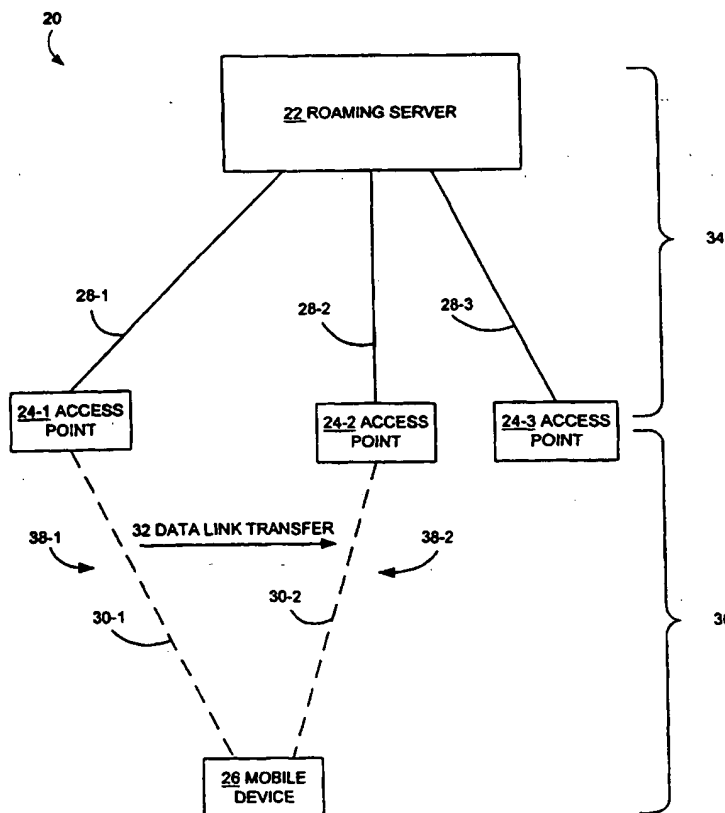 20
22 ROAMING SERVER
34
28-1
28-2
28-3
24-1 ACCESS
POINT
24-2 ACCESS
POINT
24-3 ACCESS
POINT
32 DATA LINK TRANSFER
38-1
38-2
30-1
30-2
26 MOBILE
DEVICE